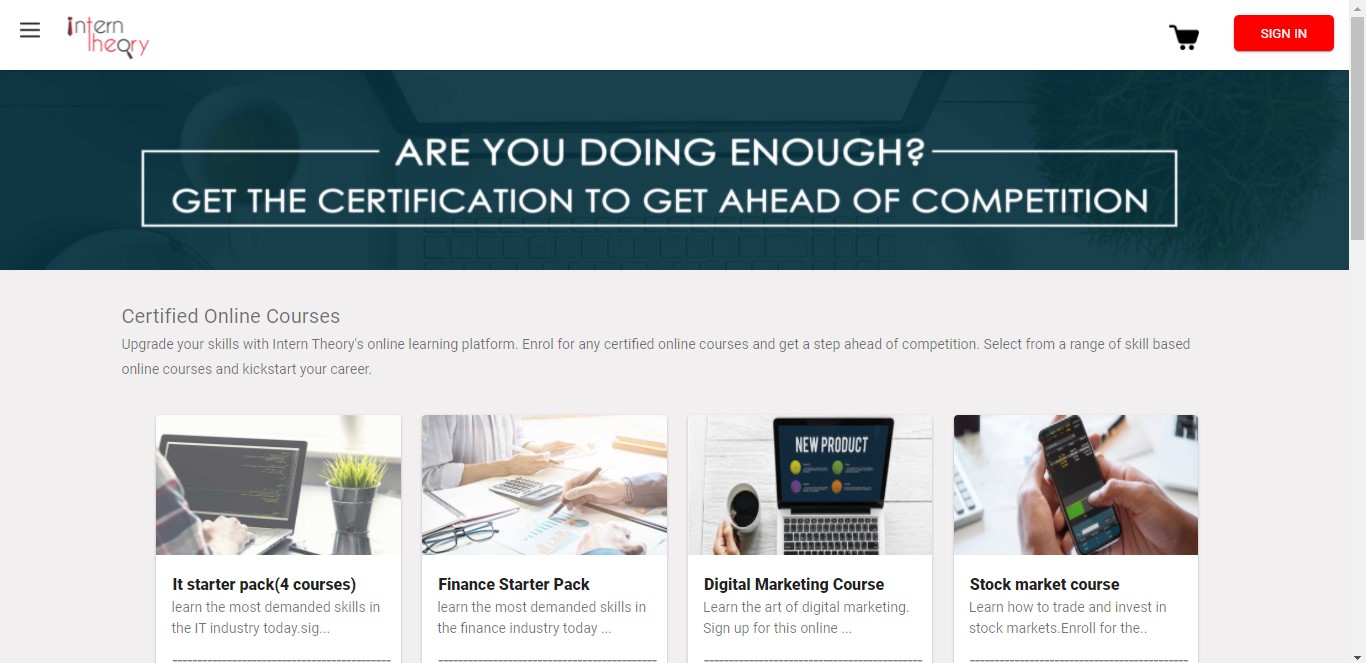 intern
theory
SIGN IN
ARE YOU DOING ENOUGH?
GET THE CERTIFICATION TO GET AHEAD OF COMPETITION
Certified Online Courses
Upgrade your skills with Intern Theory's online learning platform. Enrol for any certified online courses and get a step ahead of competition. Select from a range of skill based
online courses and kickstart your career.
NEW PRODUCT
It starter pack(4 courses)
learn the most demanded skills in
the IT industry today.sig...
Finance Starter Pack
learn the most demanded skills in
the finance industry today ...
Digital Marketing Course
Learn the art of digital marketing.
Sign up for this online ...
Stock market course
Learn how to trade and invest in
stock markets.Enroll for the..